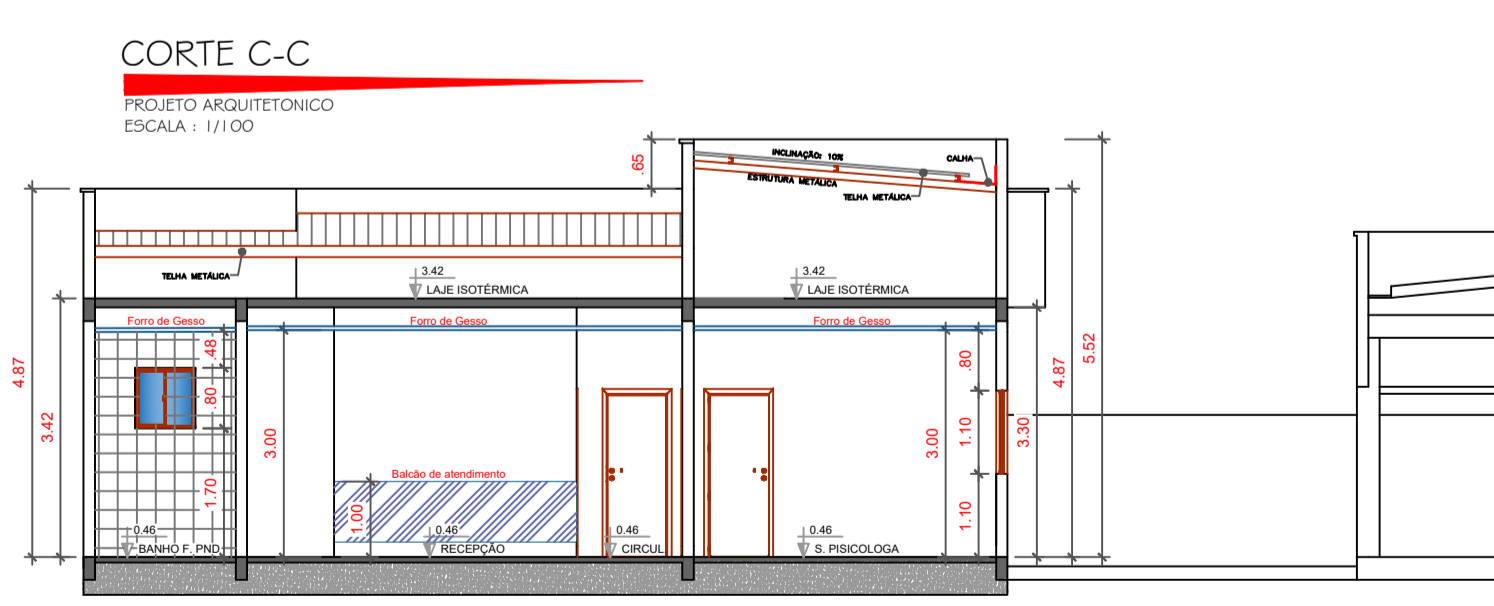 CORTE C-C
PROJETO ARQUITETONICO
ESCALA : 1/100
.65
INCLINAÇÃO: 10%
CALHA
ESTRUTURA METÁLICA
TELHA METÁLICA
TELHA METÁLICA
3.42
LAJE ISOTÉRMICA
3.42
LAJE ISOTÉRMICA
Forro de Gesso
Forro de Gesso
Forro de Gesso
4.87
3.42
.48
.80
1.70
3.00
Balcão de atendimento
1.00
3.00
.80
1.10
1.10
3.30
4.87
5.52
0.46
BANHO F. PND
0.46
RECEPÇÃO
0.46
CIRCUL
0.46
S. PISICOLOGA